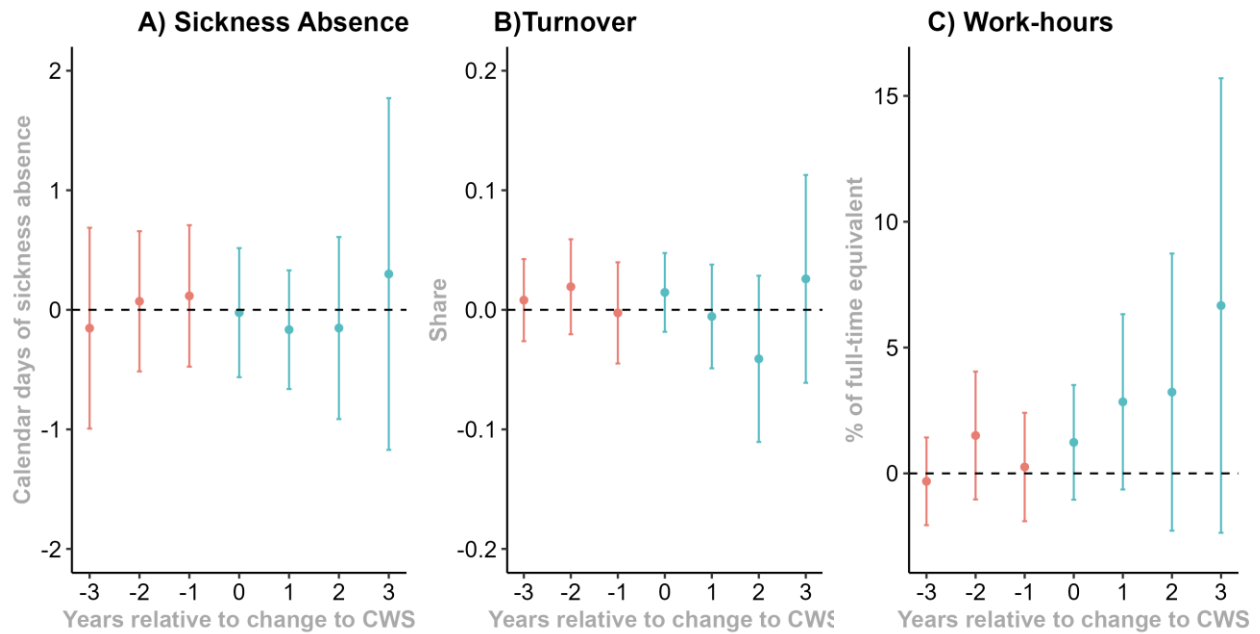 A) Sickness Absence
Calendar days of sickness absence
2
1
0
-1
-2
-3 -2 -1 0 1 2 3
Years relative to change to CWS
B)Turnover
Share
0.2
0.1
0.0
-0.1
-0.2
-3 -2 -1 0 1 2 3
Years relative to change to CWS
C) Work-hours
% of full-time equivalent
15
10
5
0
-3 -2 -1 0 1 2 3
Years relative to change to CWS